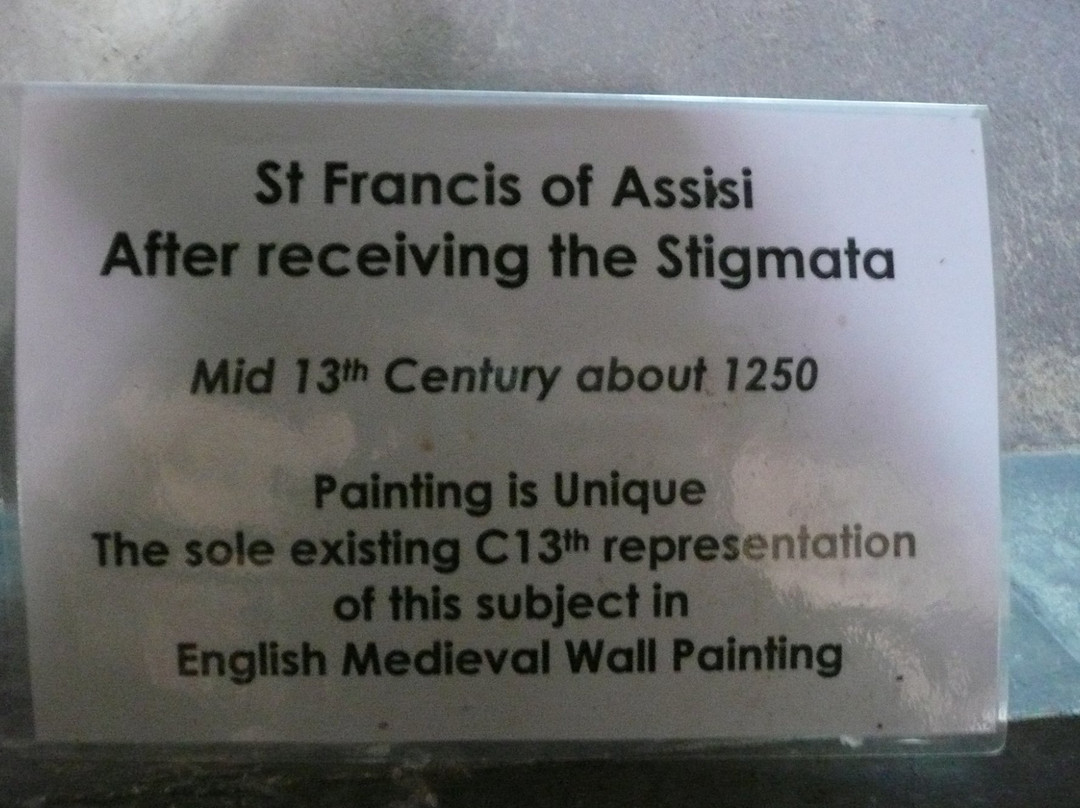 St Francis of Assisi
After receiving the Stigmata
Mid 13th Century about 1250
Painting is Unique
The sole existing C13th representation
of this subject in
English Medieval Wall Painting